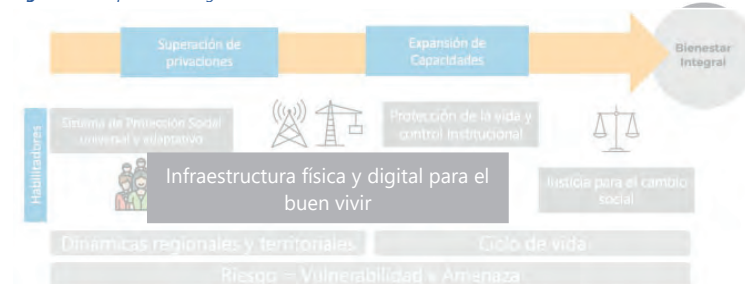 Superación de
privaciones
Expansión de
Capacidades
Bienestar
Integral
Habilitadores
Sistema de Protección Social
universal y adaptativo
Protección de la vida y
control institucional
Infraestructura física y digital para el
buen vivir
Justicia para el cambio
social
Dinámicas regionales y territoriales
Ciclo de vida
Riesgo = Vulnerabilidad x Amenaza